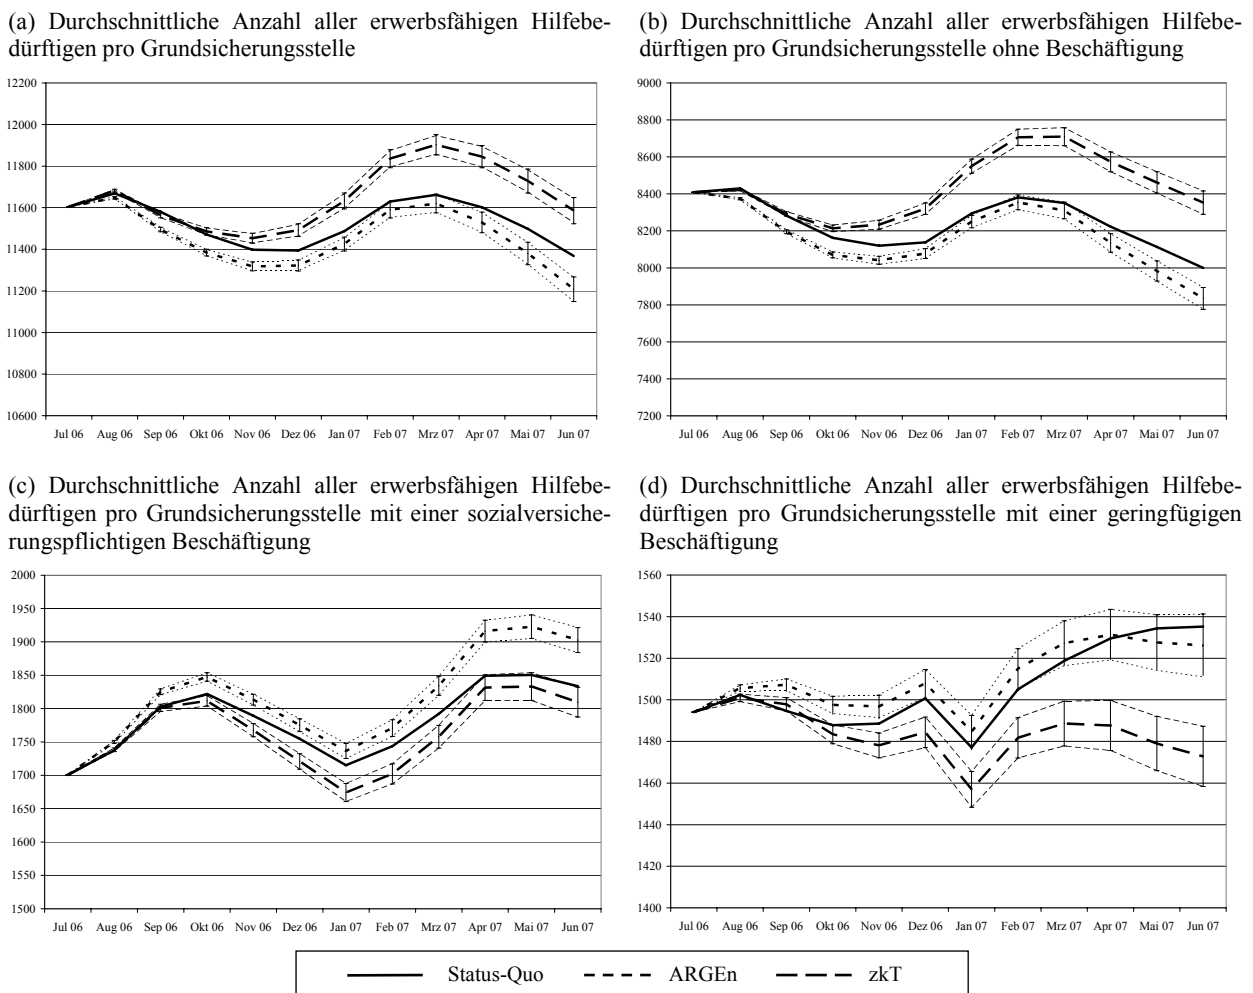 (a) Durchschnittliche Anzahl aller erwerbsfähigen Hilfebe-
dürftigen pro Grundsicherungsstelle
12200
12000
11800
11600
11400
11200
11000
10800
10600
Jul 06 Aug 06 Sep 06 Okt 06 Nov 06 Dez 06 Jan 07 Feb 07 Mrz 07 Apr 07 Mai 07 Jun 07
(b) Durchschnittliche Anzahl aller erwerbsfähigen Hilfebe-
dürftigen pro Grundsicherungsstelle ohne Beschäftigung
9000
8800
8600
8400
8200
8000
7800
7600
7400
7200
Jul 06 Aug 06 Sep 06 Okt 06 Nov 06 Dez 06 Jan 07 Feb 07 Mrz 07 Apr 07 Mai 07 Jun 07
(c) Durchschnittliche Anzahl aller erwerbsfähigen Hilfebe-
dürftigen pro Grundsicherungsstelle mit einer sozialversiche-
rungspflichtigen Beschäftigung
2000
1950
1900
1850
1800
1750
1700
1650
1600
1550
1500
Jul 06 Aug 06 Sep 06 Okt 06 Nov 06 Dez 06 Jan 07 Feb 07 Mrz 07 Apr 07 Mai 07 Jun 07
(d) Durchschnittliche Anzahl aller erwerbsfähigen Hilfebe-
dürftigen pro Grundsicherungsstelle mit einer geringfügigen
Beschäftigung
1560
1540
1520
1500
1480
1460
1440
1420
1400
Jul 06 Aug 06 Sep 06 Okt 06 Nov 06 Dez 06 Jan 07 Feb 07 Mrz 07 Apr 07 Mai 07 Jun 07
Status-Quo ARGEn zkT